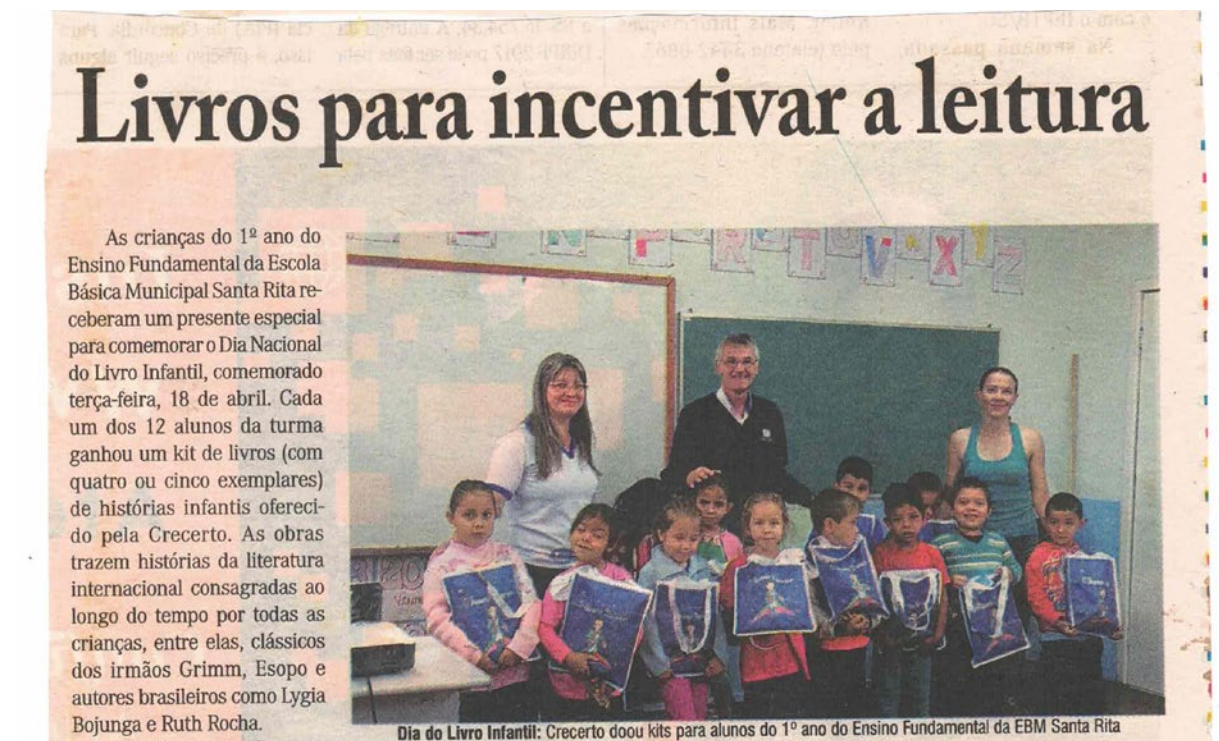 Livros para incentivar a leitura
As crianças do 1º ano do
Ensino Fundamental da Escola
Básica Municipal Santa Rita re-
ceberam um presente especial
para comemorar o Dia Nacional
do Livro Infantil, comemorado
terça-feira, 18 de abril. Cada
um dos 12 alunos da turma
ganhou um kit de livros (com
quatro ou cinco exemplares)
de histórias infantis ofereci-
do pela Crecerto. As obras
trazem histórias da literatura
internacional consagradas ao
longo do tempo por todas as
crianças, entre elas, clássicos
dos irmãos Grimm, Esopo e
autores brasileiros como Lygia
Bojunga e Ruth Rocha.
Dia do Livro Infantil: Crecerto doou kits para alunos do 1º ano do Ensino Fundamental da EBM Santa Rita